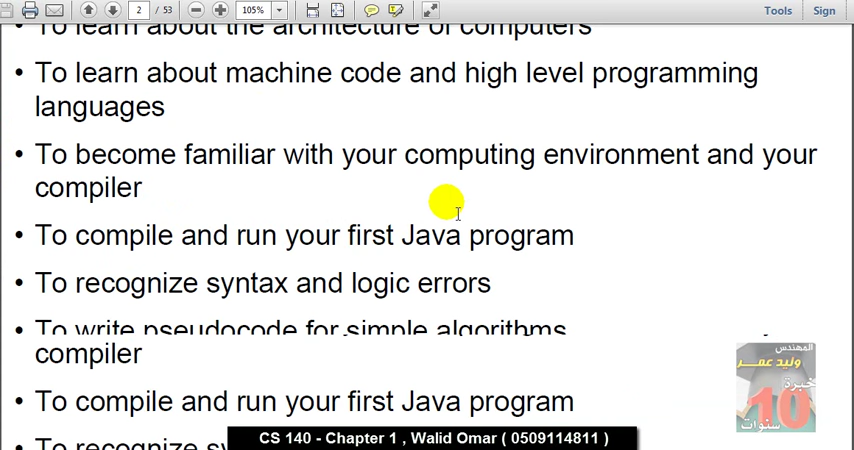 2 / 53 105% Tools Sign
To learn about the architecture of computers
• To learn about machine code and high level programming
languages
• To become familiar with your computing environment and your
compiler
• To compile and run your first Java program
• To recognize syntax and logic errors
• To write pseudocode for simple algorithms
compiler
• To compile and run your first Java program
• To recognize
المهندس
وليد عمر
خبرة
10
سنوات
CS 140 - Chapter 1 , Walid Omar ( 0509114811 )